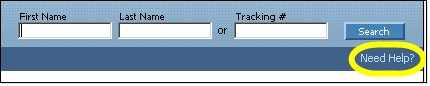 First Name Last Name Tracking #
or Search
Need Help?